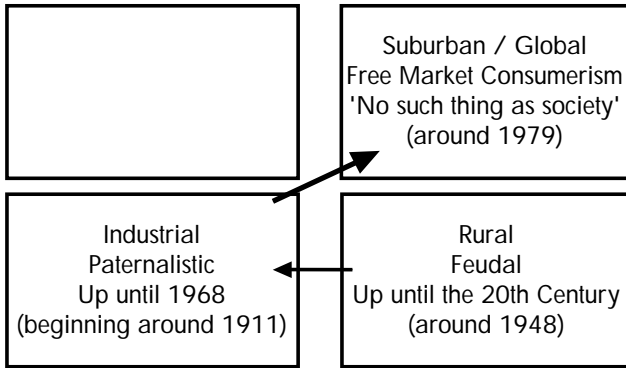 Suburban / Global
Free Market Consumerism
'No such thing as society'
(around 1979)
Industrial
Paternalistic
Up until 1968
(beginning around 1911)
Rural
Feudal
Up until the 20th Century
(around 1948)